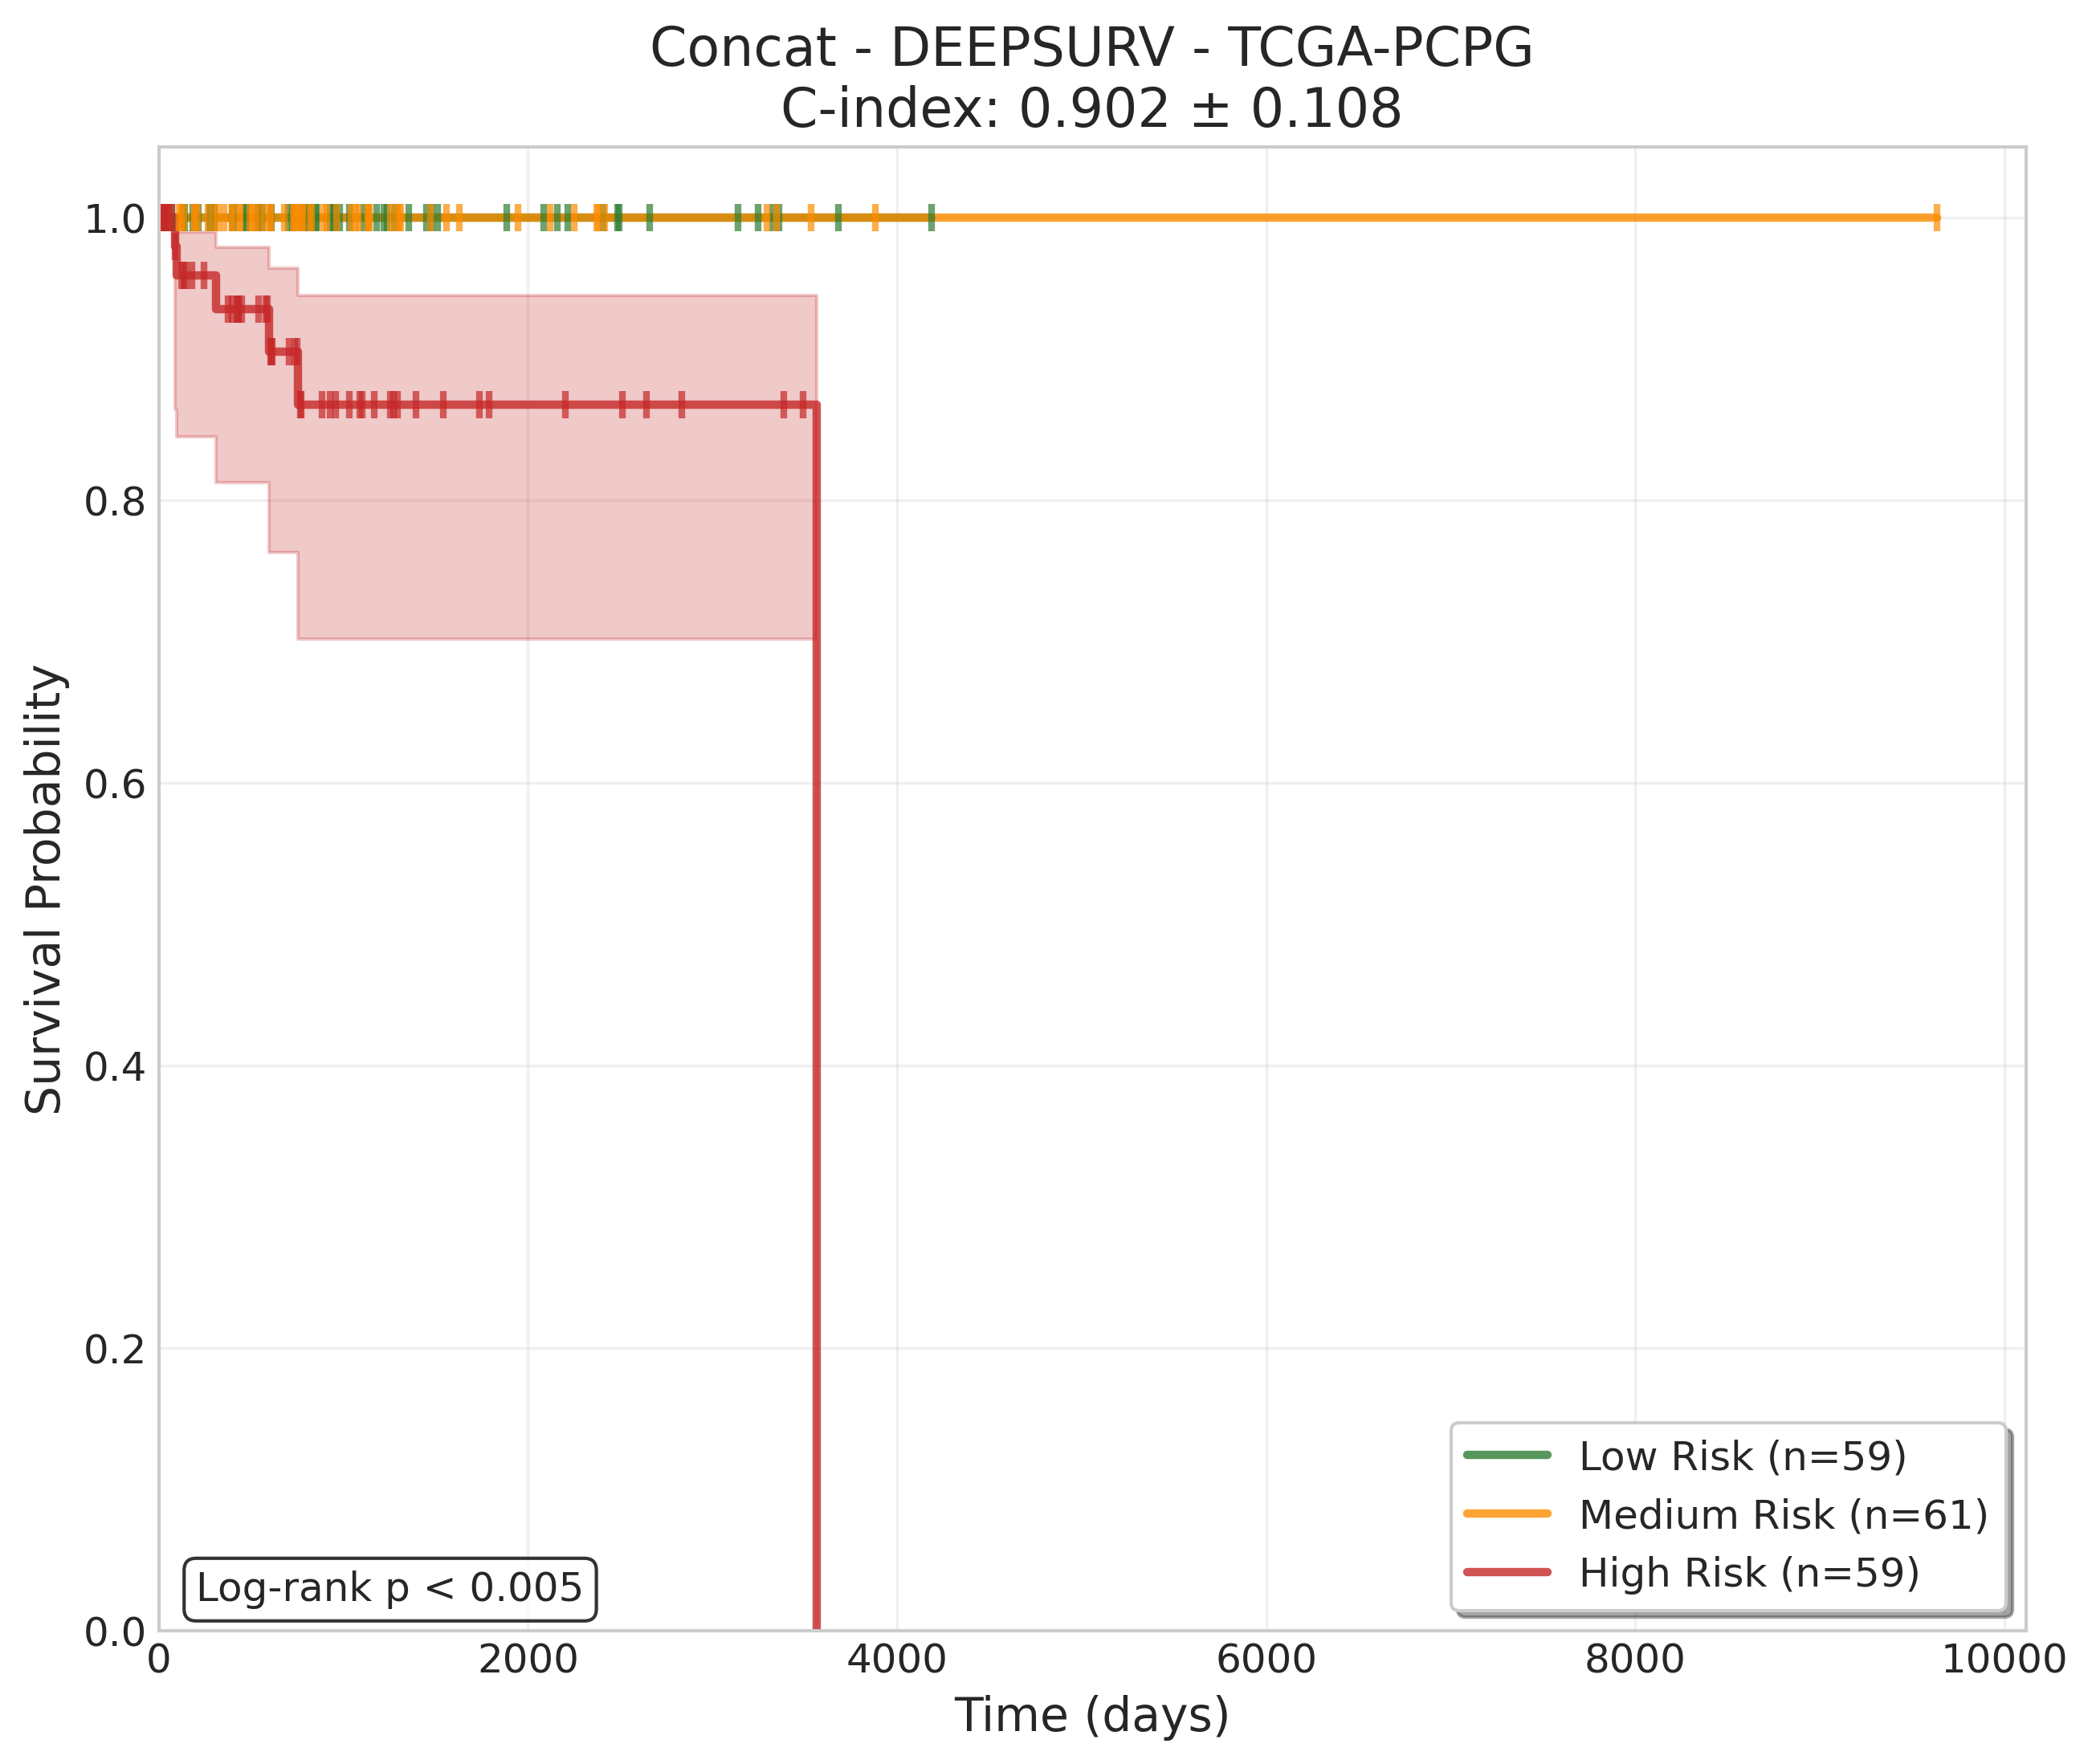 Concat - DEEPSURV - TCGA-PCPG
C-index: 0.902 ± 0.108
Survival Probability
1.0
0.8
0.6
0.4
0.2
0.0
0 2000 4000 6000 8000 10000
Time (days)
Log-rank p < 0.005
Low Risk (n=59)
Medium Risk (n=61)
High Risk (n=59)